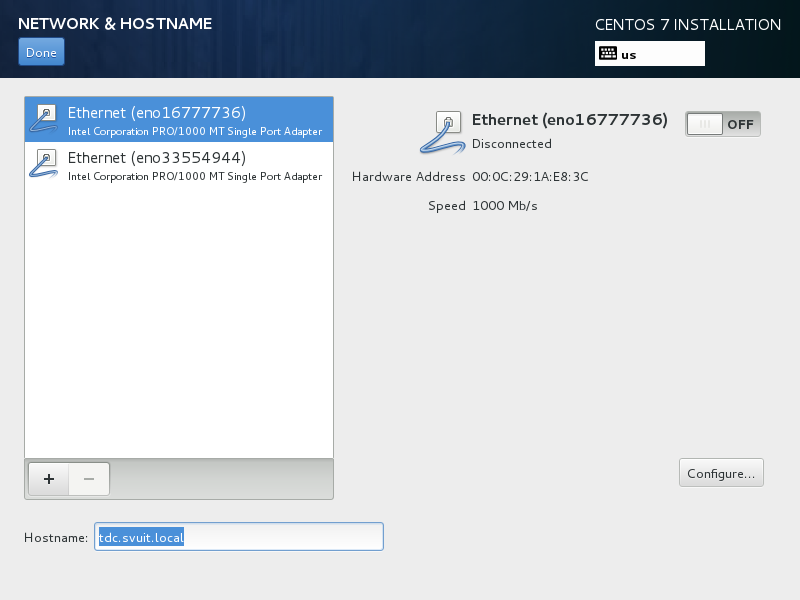 NETWORK & HOSTNAME
CENTOS 7 INSTALLATION
Done
us
Ethernet (eno16777736)
Intel Corporation PRO/1000 MT Single Port Adapter
Ethernet (eno33554944)
Intel Corporation PRO/1000 MT Single Port Adapter
+ −
Ethernet (eno16777736)
OFF
Disconnected
Hardware Address 00:0C:29:1A:E8:3C
Speed 1000 Mb/s
Configure...
Hostname: tdc.svuit.local